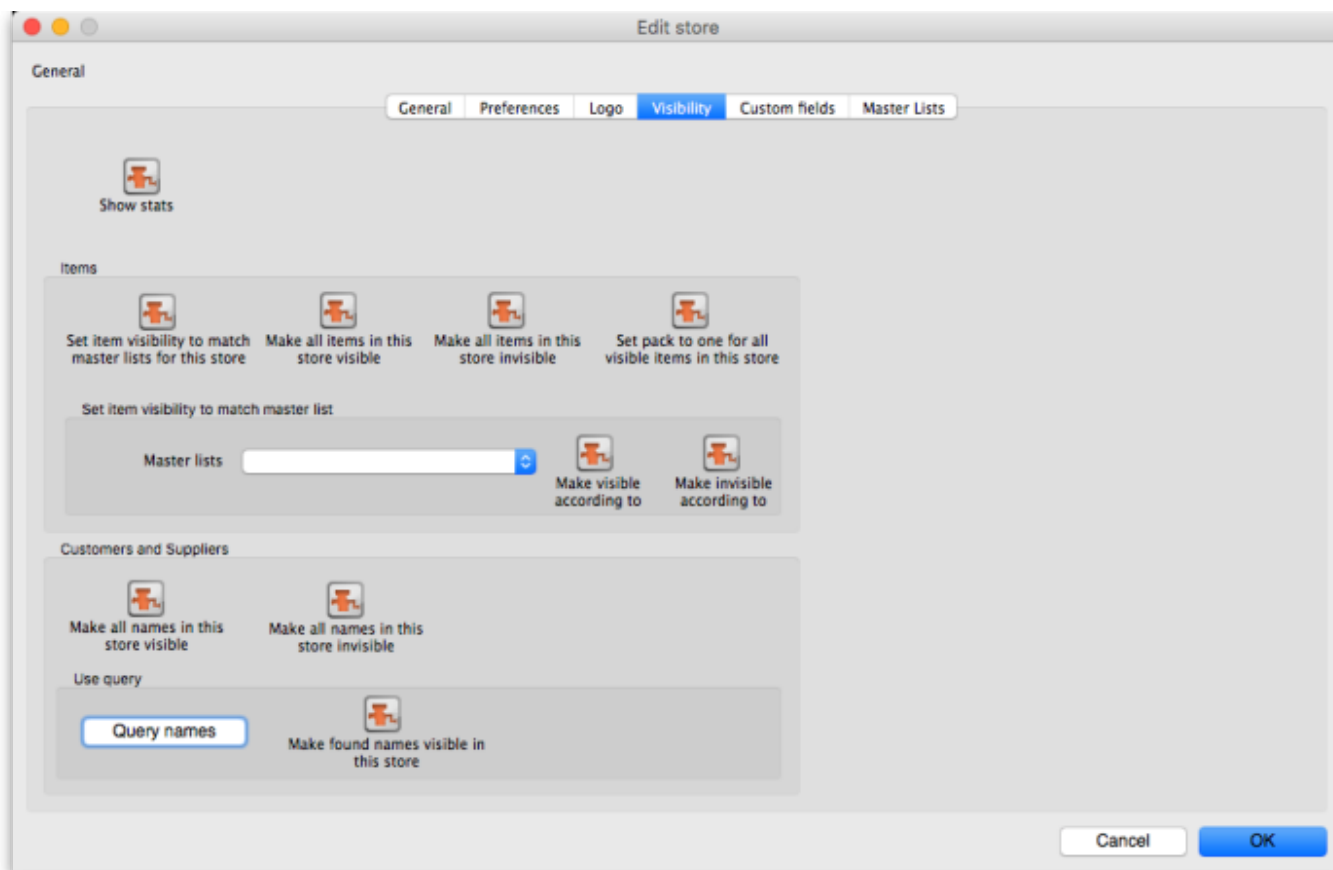 Edit store
General
General Preferences Logo Visibility Custom fields Master Lists
Show stats
Items
Set item visibility to match
master lists for this store
Make all items in this
store visible
Make all items in this
store invisible
Set pack to one for all
visible items in this store
Set item visibility to match master list
Master lists
Make visible
according to
Make invisible
according to
Customers and Suppliers
Make all names in this
store visible
Make all names in this
store invisible
Use query
Query names
Make found names visible in
this store
Cancel OK